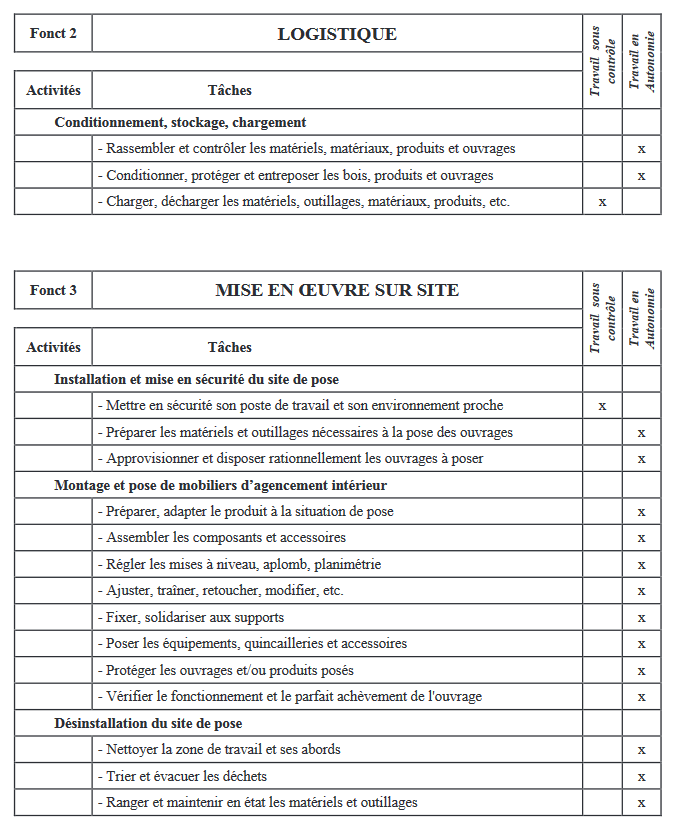 Fonct 2
LOGISTIQUE
Travail sous
contrôle
Travail en
Autonomie
Activités
Tâches
Conditionnement, stockage, chargement
- Rassembler et contrôler les matériels, matériaux, produits et ouvrages x
- Conditionner, protéger et entreposer les bois, produits et ouvrages x
- Charger, décharger les matériels, outillages, matériaux, produits, etc. x
Fonct 3
MISE EN ŒUVRE SUR SITE
Travail sous
contrôle
Travail en
Autonomie
Activités
Tâches
Installation et mise en sécurité du site de pose
- Mettre en sécurité son poste de travail et son environnement proche x
- Préparer les matériels et outillages nécessaires à la pose des ouvrages x
- Approvisionner et disposer rationnellement les ouvrages à poser x
Montage et pose de mobiliers d’agencement intérieur
- Préparer, adapter le produit à la situation de pose x
- Assembler les composants et accessoires x
- Régler les mises à niveau, aplomb, planimétrie x
- Ajuster, traîner, retoucher, modifier, etc. x
- Fixer, solidariser aux supports x
- Poser les équipements, quincailleries et accessoires x
- Protéger les ouvrages et/ou produits posés x
- Vérifier le fonctionnement et le parfait achèvement de l'ouvrage x
Désinstallation du site de pose
- Nettoyer la zone de travail et ses abords x
- Trier et évacuer les déchets x
- Ranger et maintenir en état les matériels et outillages x